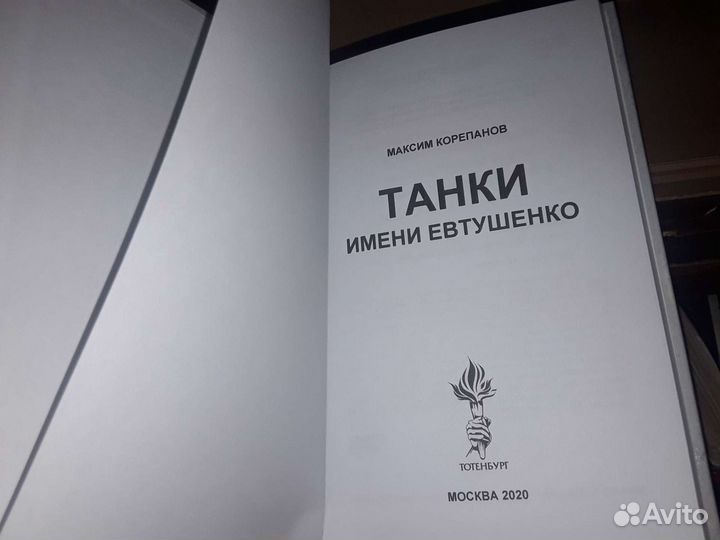 МАКСИМ КОРЕПАНОВ
ТАНКИ
ИМЕНИ ЕВТУШЕНКО
ТОТЕНБУРГ
МОСКВА 2020
Avito